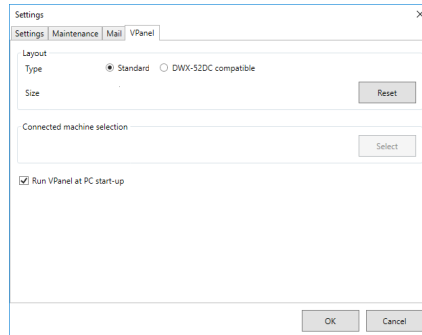 Settings
Settings Maintenance Mail VPanel
Layout
Type Standard DWX-52DC compatible
Size Reset
Connected machine selection
Select
Run VPanel at PC start-up
OK Cancel